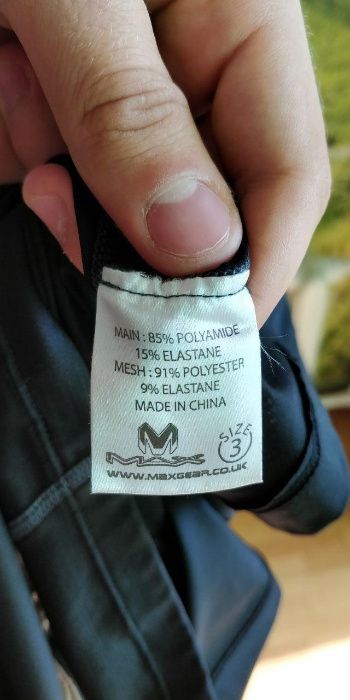 MAIN : 85% POLYAMIDE
15% ELASTANE
MESH : 91% POLYESTER
9% ELASTANE
MADE IN CHINA
SIZE
3
M
MAX
WWW.MAXGEAR.CO.UK